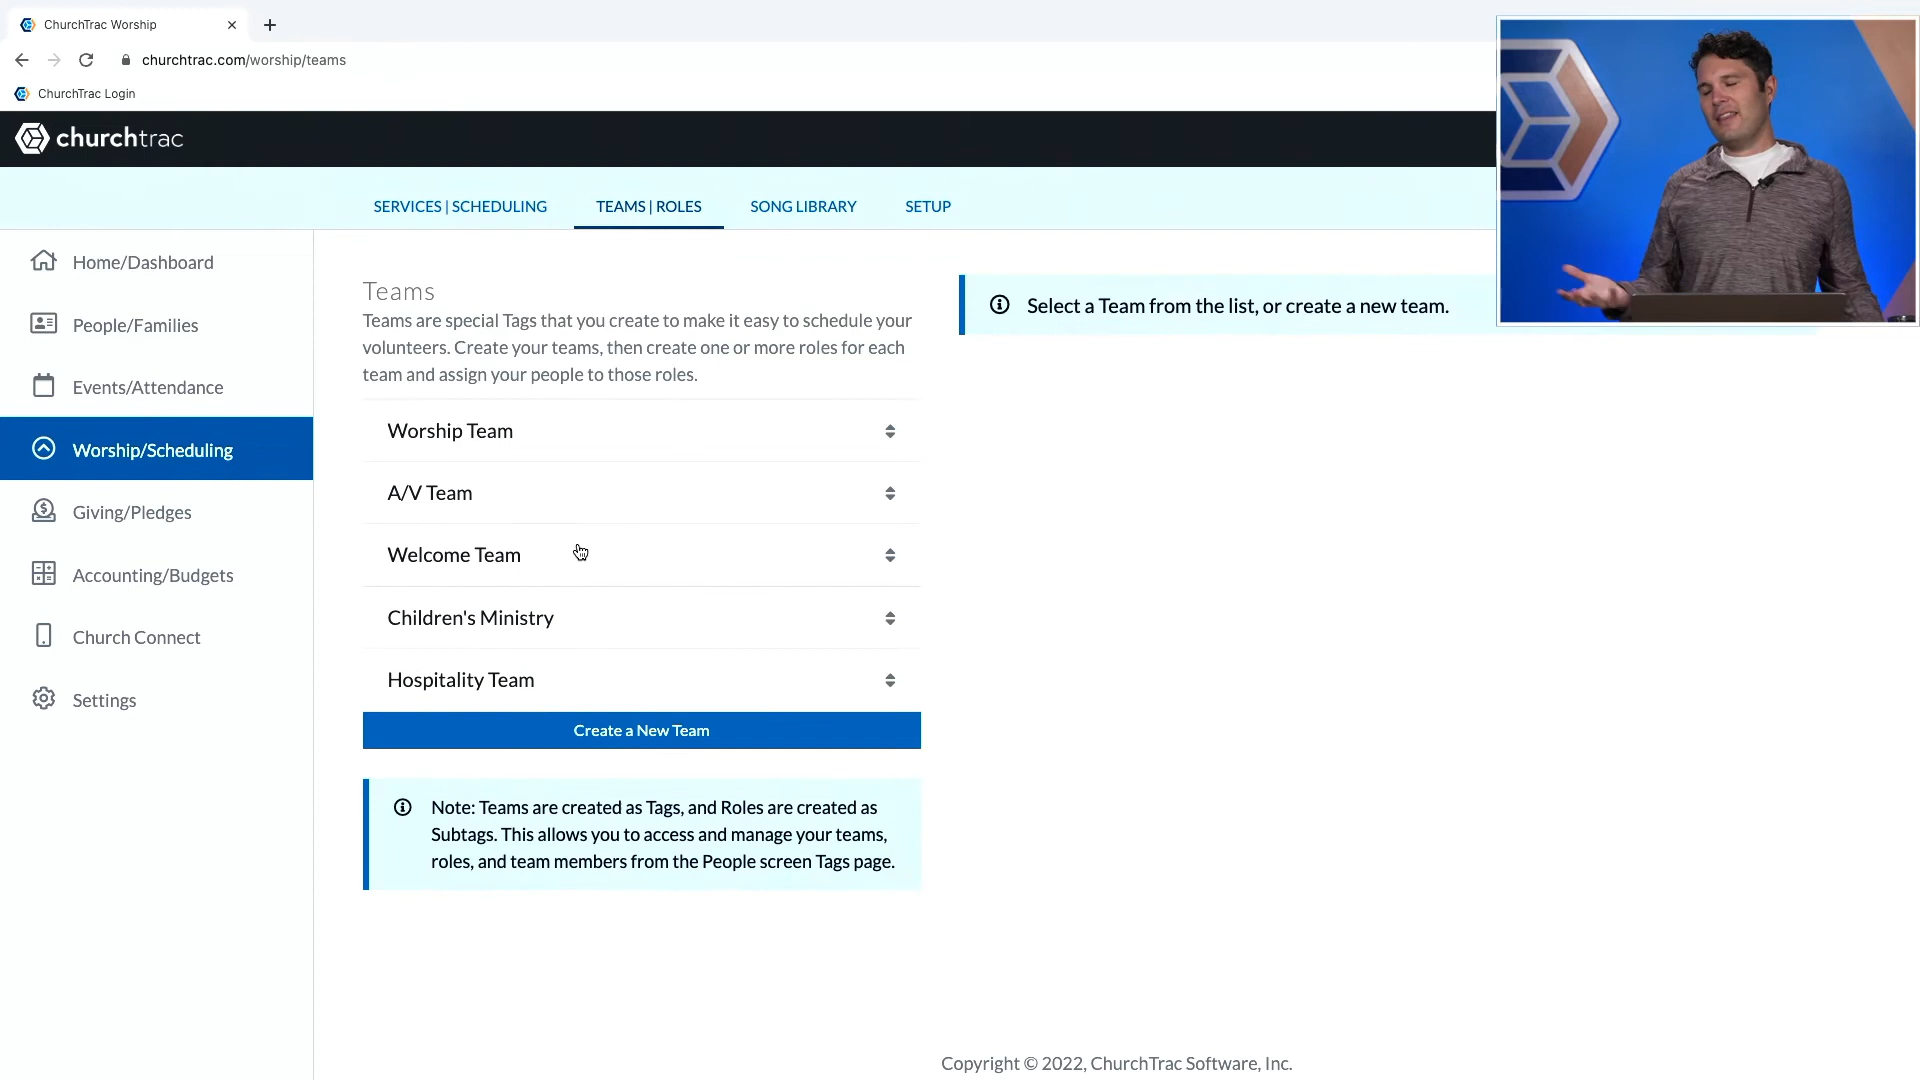 ChurchTrac Worship
churchtrac.com/worship/teams
ChurchTrac Login
churchtrac
SERVICES | SCHEDULING
TEAMS | ROLES
SONG LIBRARY
SETUP
Home/Dashboard
People/Families
Events/Attendance
Worship/Scheduling
Giving/Pledges
Accounting/Budgets
Church Connect
Settings
Teams
Teams are special Tags that you create to make it easy to schedule your
volunteers. Create your teams, then create one or more roles for each
team and assign your people to those roles.
Worship Team
A/V Team
Welcome Team
Children's Ministry
Hospitality Team
Create a New Team
Note: Teams are created as Tags, and Roles are created as
Subtags. This allows you to access and manage your teams,
roles, and team members from the People screen Tags page.
Select a Team from the list, or create a new team.
Copyright © 2022, ChurchTrac Software, Inc.